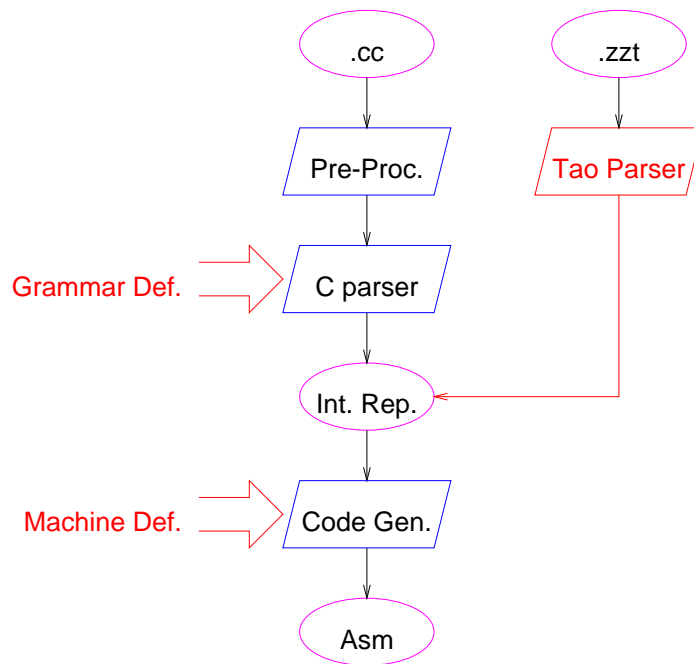 .cc
.zzt
Pre-Proc.
Tao Parser
Grammar Def.
C parser
Int. Rep.
Machine Def.
Code Gen.
Asm